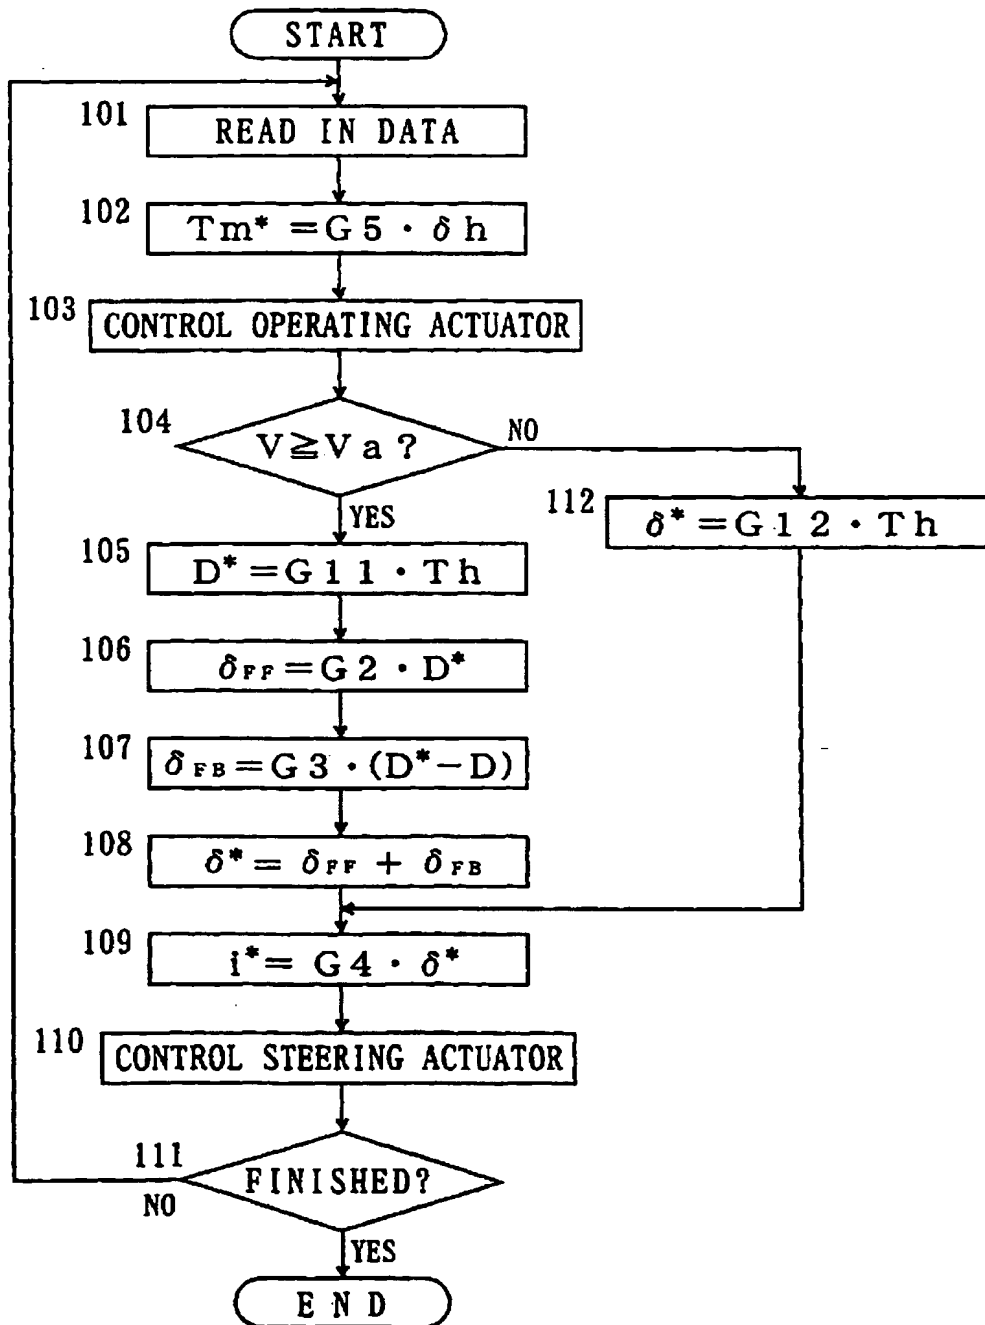 START
101
READ IN DATA
102
Tm* = G5 · δh
103
CONTROL OPERATING ACTUATOR
104
V≧Va?
NO
YES
112
δ* = G12 · Th
105
D* = G11 · Th
106
δFF = G2 · D*
107
δFB = G3 · (D* − D)
108
δ* = δFF + δFB
109
i* = G4 · δ*
110
CONTROL STEERING ACTUATOR
111
FINISHED?
NO
YES
END